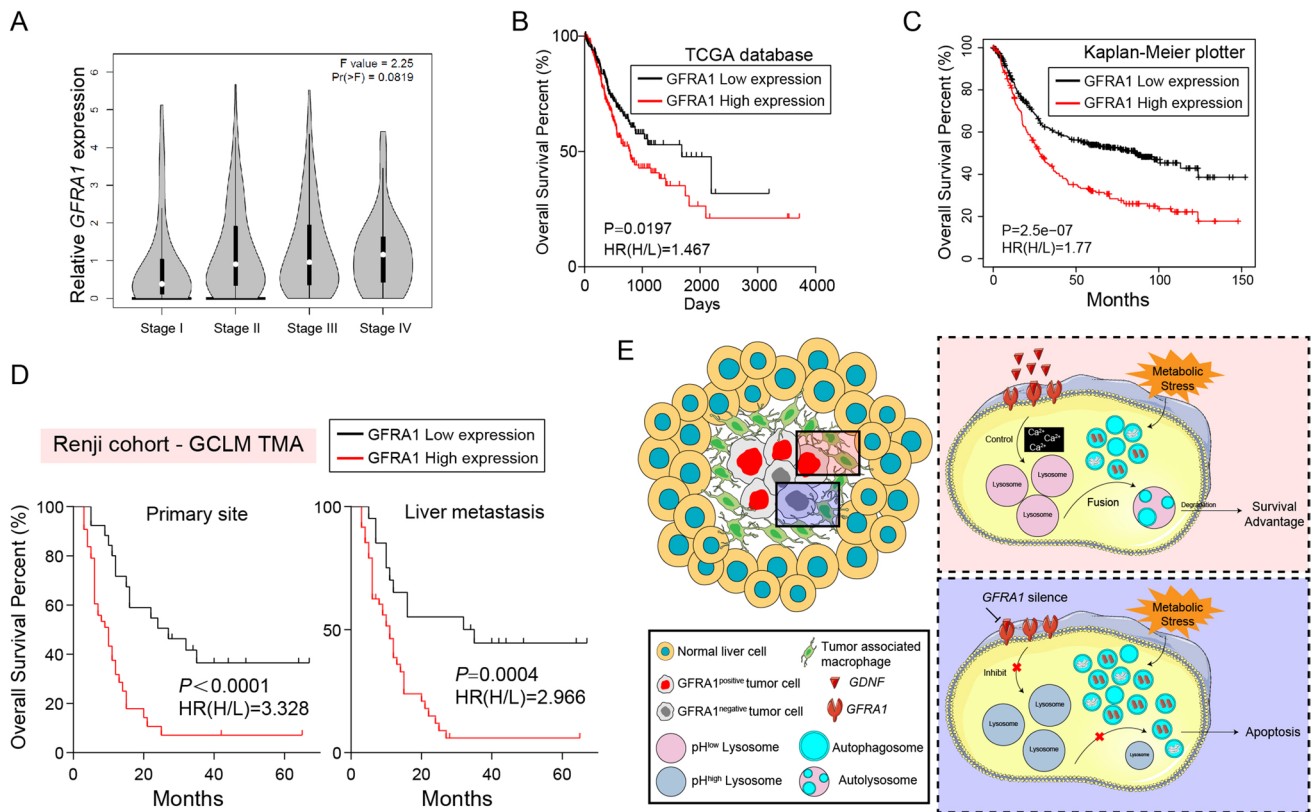 A
Relative GFRA1 expression
F value = 2.25
Pr(>F) = 0.0819
6
5
4
3
2
1
0
Stage I
Stage II
Stage III
Stage IV
B
Overall Survival Percent (%)
TCGA database
GFRA1 Low expression
GFRA1 High expression
100
50
0
P=0.0197
HR(H/L)=1.467
0
1000
2000
3000
4000
Days
C
Overall Survival Percent (%)
Kaplan-Meier plotter
GFRA1 Low expression
GFRA1 High expression
100
80
60
40
20
0
P=2.5e-07
HR(H/L)=1.77
0
50
100
150
Months
D
Renji cohort - GCLM TMA
GFRA1 Low expression
GFRA1 High expression
Overall Survival Percent (%)
Primary site
100
80
60
40
20
0
P<0.0001
HR(H/L)=3.328
0
20
40
60
Months
Liver metastasis
100
50
0
P=0.0004
HR(H/L)=2.966
0
20
40
60
Months
E
Normal liver cell
GFRA1positive tumor cell
GFRA1negative tumor cell
pHlow Lysosome
pHhigh Lysosome
Tumor associated
macrophage
GDNF
GFRA1
Autophagosome
Autolysosome
Metabolic
Stress
Control
Ca2+
Ca2+
Ca2+
Lysosome
Lysosome
Lysosome
Fusion
Degradation
Survival
Advantage
GFRA1 silence
Metabolic
Stress
Inhibit
Lysosome
Lysosome
Lysosome
Lysosome
Apoptosis